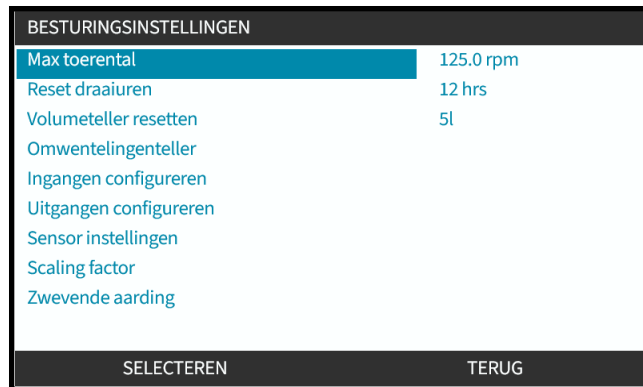 BESTURINGSINSTELLINGEN
Max toerental 125.0 rpm
Reset draaiuren 12 hrs
Volumeteller resetten 5l
Omwentelingenteller
Ingangen configureren
Uitgangen configureren
Sensor instellingen
Scaling factor
Zwevende aarding
SELECTEREN TERUG